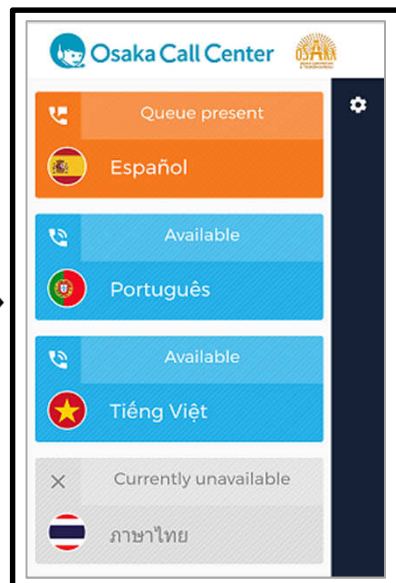 Osaka Call Center
OSAKA
Queue present
Español
Available
Português
Available
Tiếng Việt
Currently unavailable
ภาษาไทย